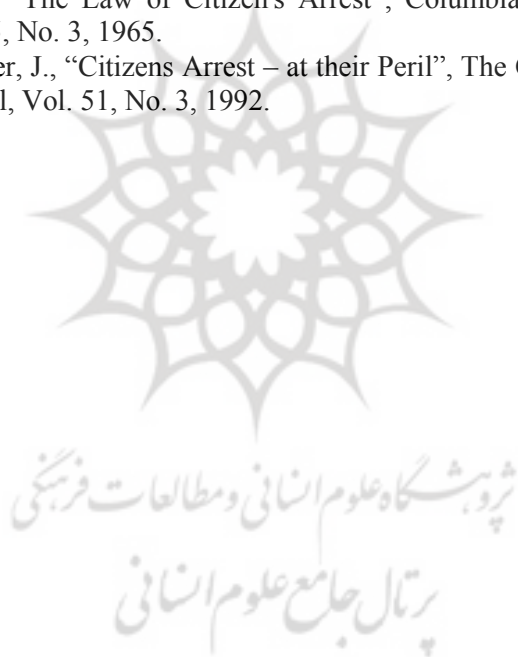 The Law of Citizen's Arrest", Columbia
, No. 3, 1965.
er, J., “Citizens Arrest – at their Peril”, The
l, Vol. 51, No. 3, 1992.
پژوهشگاه علوم انسانی و مطالعات فرهنگی
پرتال جامع علوم انسانی